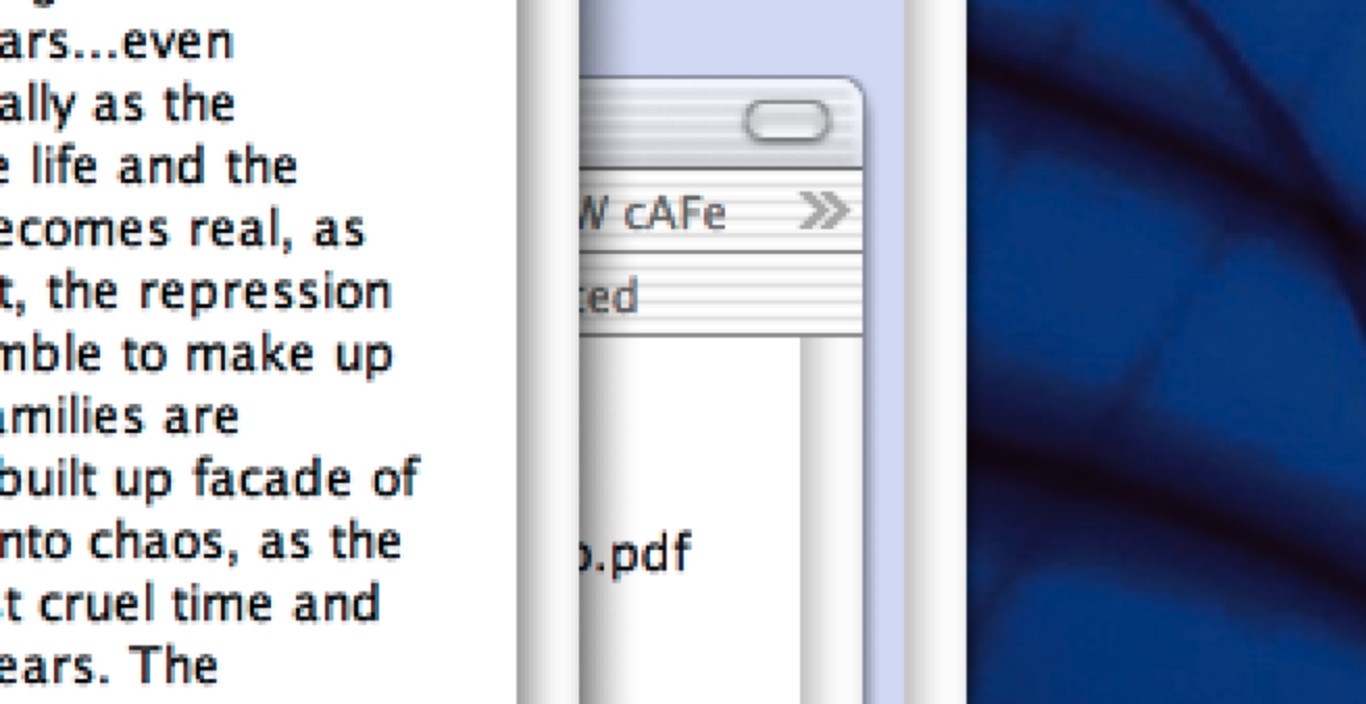 ars...even
ally as the
e life and the
ecomes real, as
t, the repression
mble to make up
amilies are
built up facade of
nto chaos, as the
st cruel time and
ears. The
W cAFe
ted
.pdf